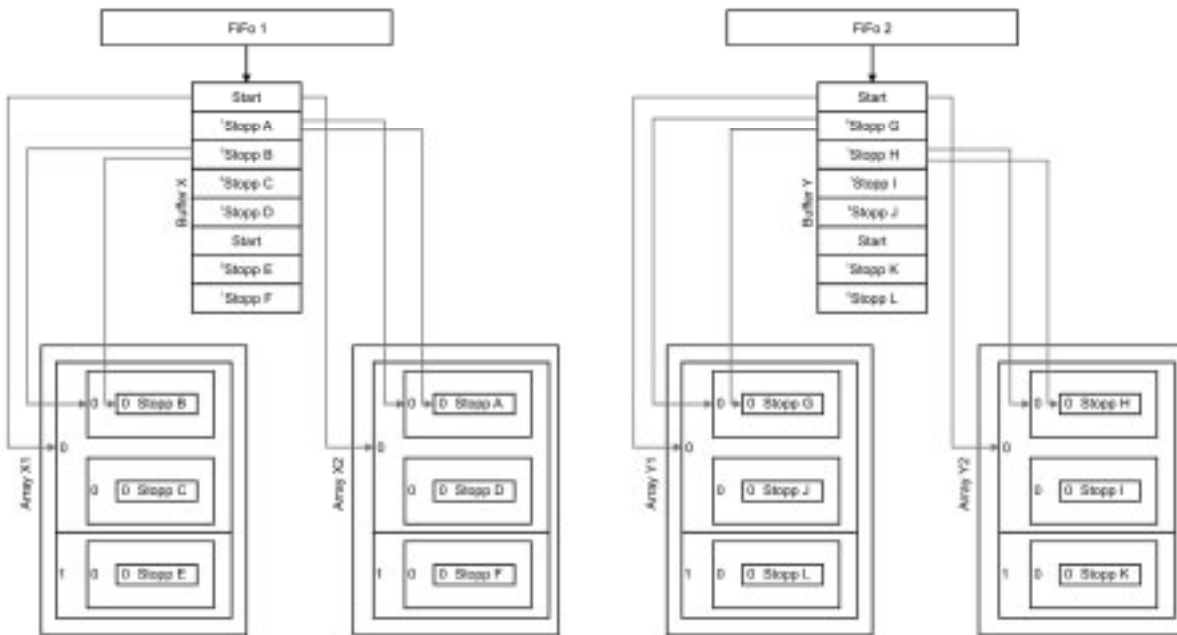 FiFo 1
Start
Stopp A
Stopp B
Stopp C
Stopp D
Start
Stopp E
Stopp F
Buffer X
0
0 0 Stopp B
0 0 Stopp C
1 0 0 Stopp E
Array X1
0
0 0 Stopp A
0 0 Stopp D
1 0 0 Stopp F
Array X2
FiFo 2
Start
Stopp G
Stopp H
Stopp I
Stopp J
Start
Stopp K
Stopp L
Buffer Y
0
0 0 Stopp G
0 0 Stopp J
1 0 0 Stopp L
Array Y1
0
0 0 Stopp H
0 0 Stopp I
1 0 0 Stopp K
Array Y2